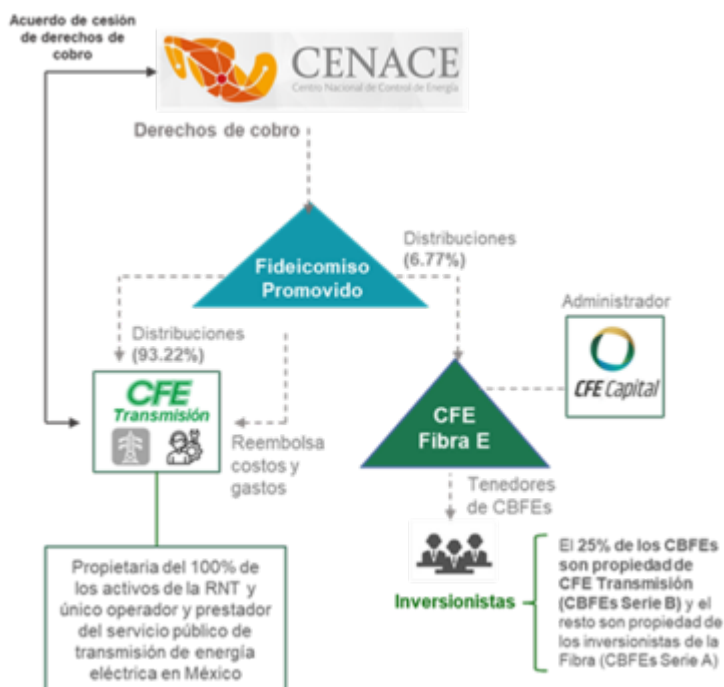 Acuerdo de cesión
de derechos de
cobro
CENACE
Centro Nacional de Control de Energía
Derechos de cobro
Distribuciones
(6.77%)
Fideicomiso
Promovido
Administrador
CFE Capital
Distribuciones
(93.22%)
CFE
Transmisión
Reembolsa
costos y
gastos
CFE
Fibra E
Tenedores
de CBFEs
Propietaria del 100% de
los activos de la RNT y
único operador y prestador
del servicio público de
transmisión de energía
eléctrica en México
Inversionistas
El 25% de los CBFEs
son propiedad de
CFE Transmisión
(CBFEs Serie B) y el
resto son propiedad de
los inversionistas de la
Fibra (CBFEs Serie A)